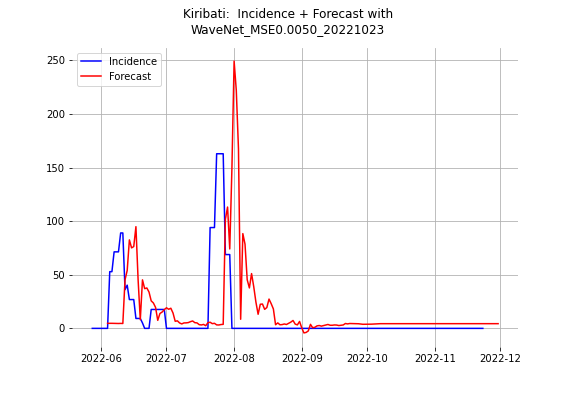 Kiribati:  Incidence + Forecast with
WaveNet_MSE0.0050_20221023
Incidence
Forecast
250
200
150
100
50
0
2022-06 2022-07 2022-08 2022-09 2022-10 2022-11 2022-12